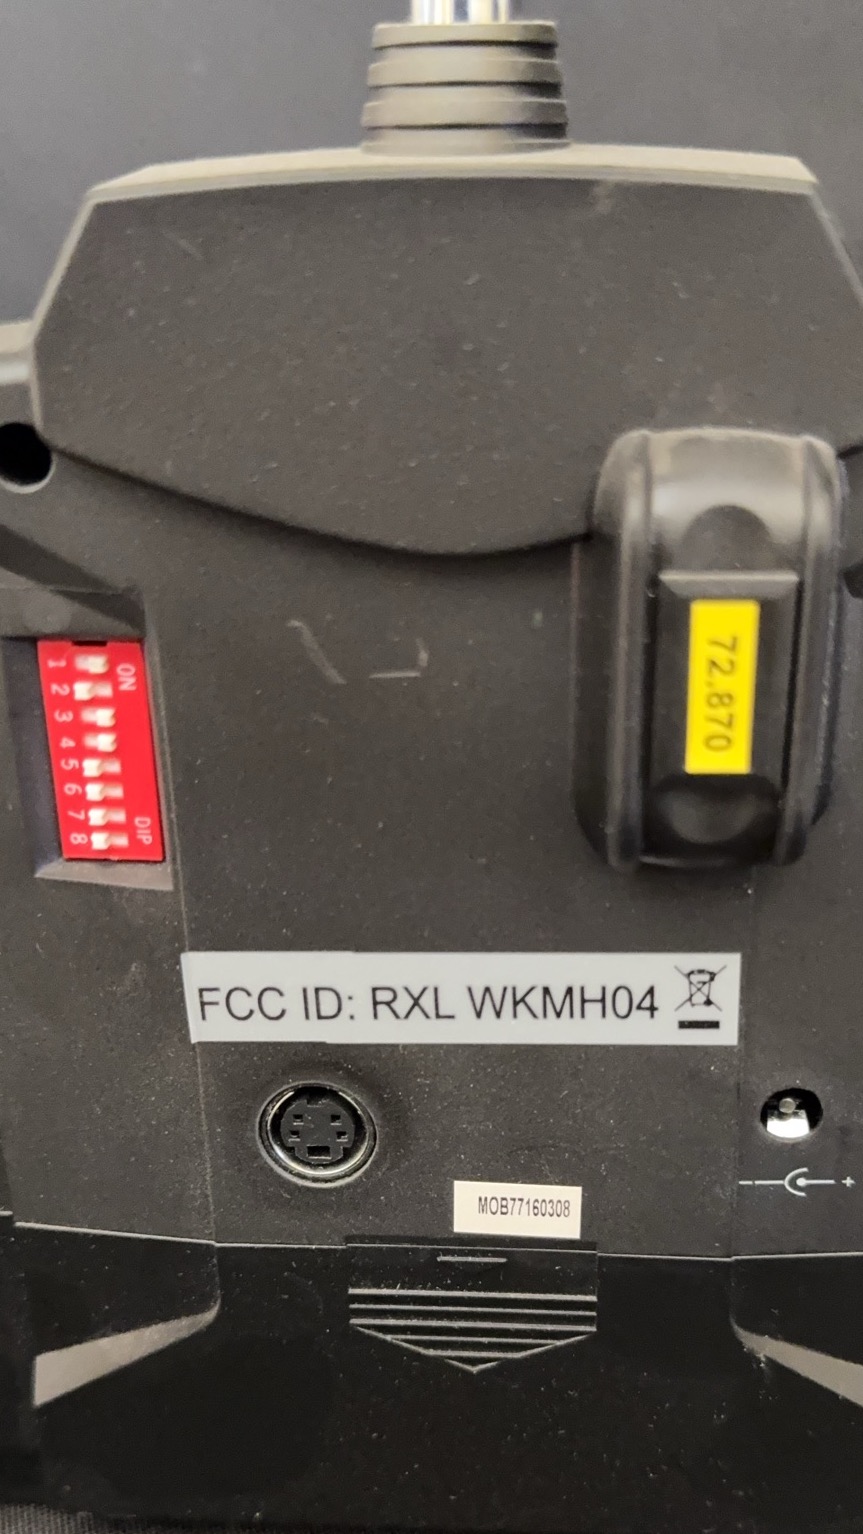 ON
1
2
3
4
5
6
7
8
DIP
72.870
FCC ID: RXL WKMH04
MOB77160308
- +